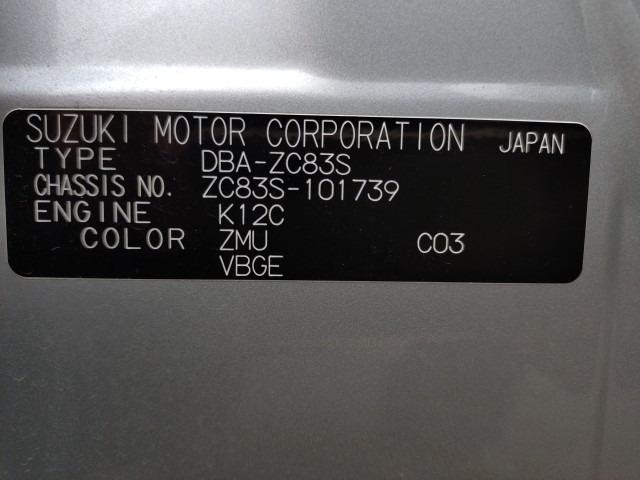 SUZUKI MOTOR CORPORATION JAPAN
TYPE DBA-ZC83S
CHASSIS NO. ZC83S-101739
ENGINE K12C
COLOR ZMU C03
VBGE